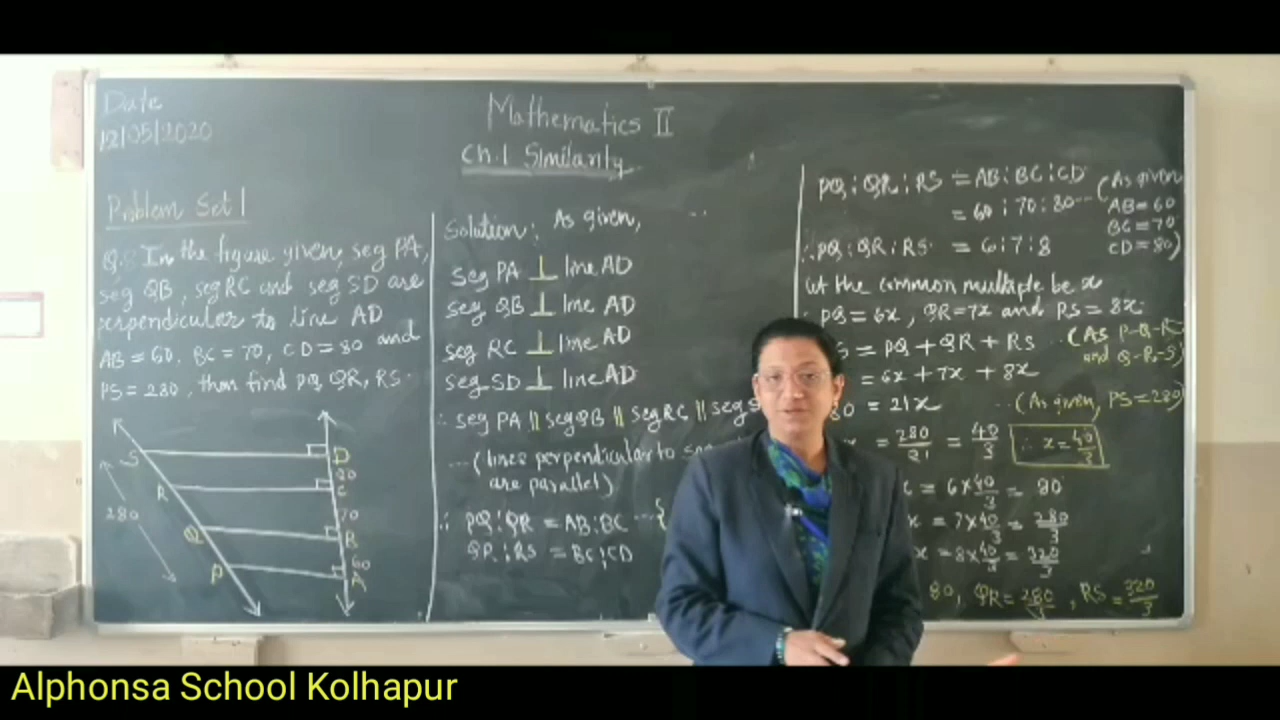 Date
12/05/2020
Mathematics II
Ch.1 Similarity
Problem Set 1
Q.8 In the figure given, seg PA,
seg QB, seg RC and seg SD are
perpendicular to line AD
AB = 60, BC = 70, CD = 80 and
PS = 280, then find PQ, QR, RS.
S
D
80
R
C
280
70
Q
B
60
P
A
Solution: As given,
seg PA ⊥ line AD
seg QB ⊥ line AD
seg RC ⊥ line AD
seg SD ⊥ line AD
∴ seg PA || seg QB || seg RC || seg
...(lines perpendicular to
are parallel)
∴ PQ:QR = AB:BC ... {
QR:RS = BC:CD
PQ:QR:RS = AB:BC:CD
= 60:70:80 ... (As given
AB = 60
BC = 70
CD = 80)
∴ PQ:QR:RS = 6:7:8
let the common multiple be x
PQ = 6x, QR = 7x and RS = 8x
S = PQ + QR + RS ..(As P-Q-R
and Q-R-S)
= 6x + 7x + 8x
80 = 21x ...(As given, PS = 280)
x = 280/21 = 40/3 ∴ x = 40/3
= 6 × 40/3 = 80
x = 7 × 40/3 = 280/3
x = 8 × 40/3 = 320/3
80, QR = 280/3, RS = 320/3
Alphonsa School Kolhapur